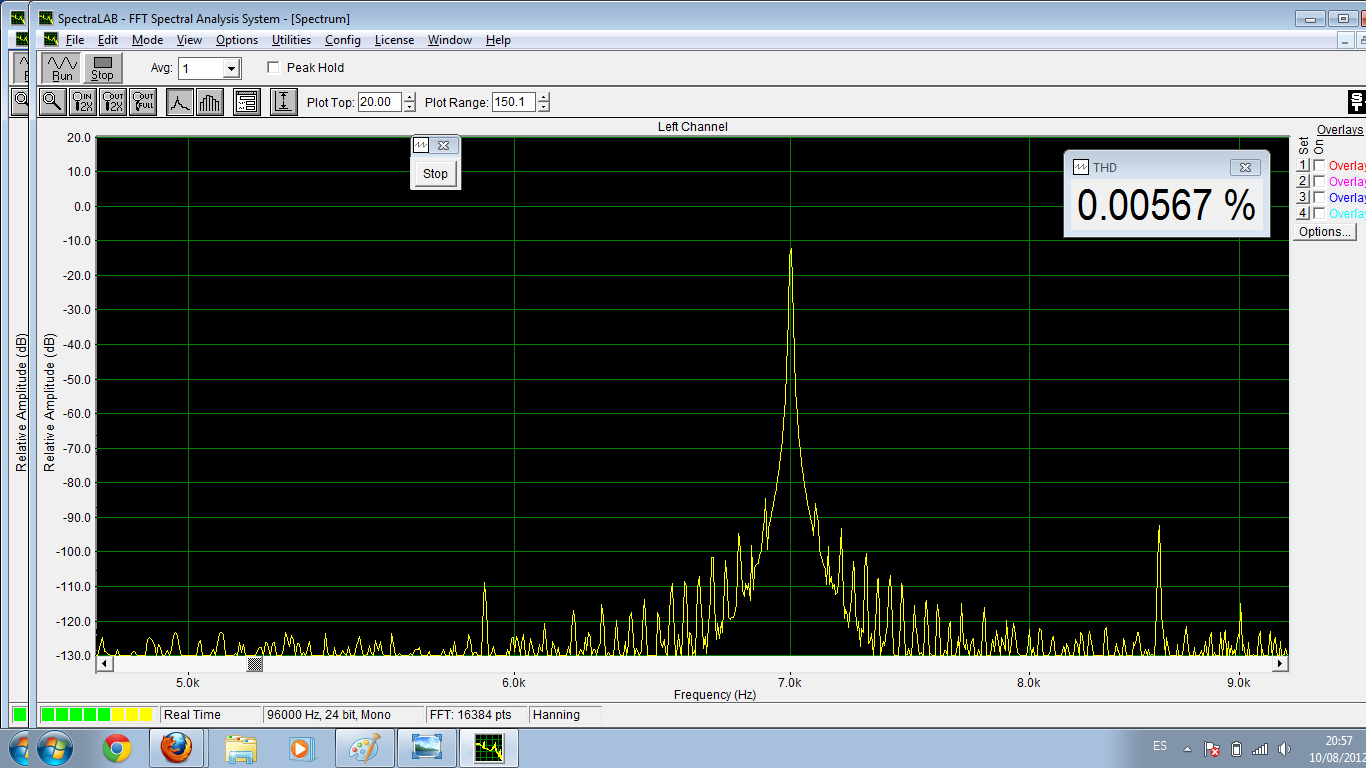 SpectraLAB - FFT Spectral Analysis System - [Spectrum]
File Edit Mode View Options Utilities Config License Window Help
Run Stop Avg: 1 Peak Hold
IN 2X OUT 2X OUT FULL Plot Top: 20.00 Plot Range: 150.1
Left Channel
Overlays
Set On
1 Overlay
2 Overlay
3 Overlay
4 Overlay
Options...
Stop
THD
0.00567 %
Relative Amplitude (dB)
Relative Amplitude (dB)
20.0
10.0
0.0
-10.0
-20.0
-30.0
-40.0
-50.0
-60.0
-70.0
-80.0
-90.0
-100.0
-110.0
-120.0
-130.0
5.0k 6.0k 7.0k 8.0k 9.0k
Frequency (Hz)
Real Time 96000 Hz, 24 bit, Mono FFT: 16384 pts Hanning
ES 20:57
10/08/2012